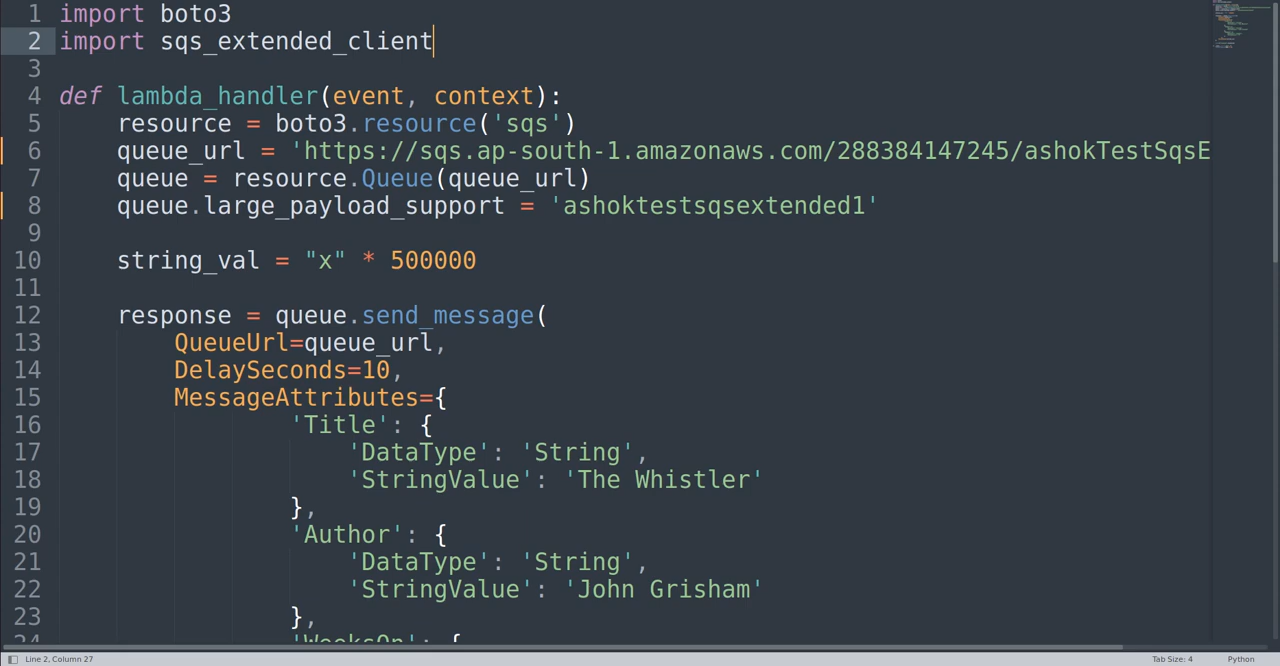 1 import boto3
2 import sqs_extended_client
3
4 def lambda_handler(event, context):
5     resource = boto3.resource('sqs')
6     queue_url = 'https://sqs.ap-south-1.amazonaws.com/288384147245/ashokTestSqsE
7     queue = resource.Queue(queue_url)
8     queue.large_payload_support = 'ashoktestsqsextended1'
9
10     string_val = "x" * 500000
11
12     response = queue.send_message(
13         QueueUrl=queue_url,
14         DelaySeconds=10,
15         MessageAttributes={
16                 'Title': {
17                     'DataType': 'String',
18                     'StringValue': 'The Whistler'
19                 },
20                 'Author': {
21                     'DataType': 'String',
22                     'StringValue': 'John Grisham'
23                 },
24                 'WeeksOn': {
Line 2, Column 27
Tab Size: 4
Python